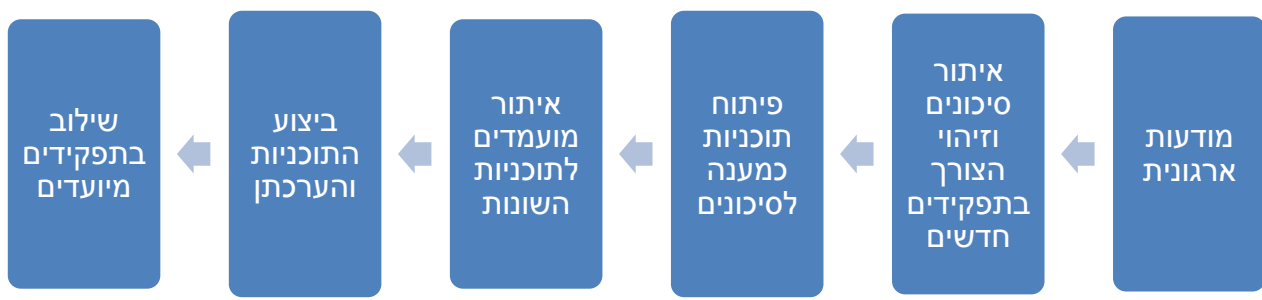 מודעות
ארגונית
איתור
סיכונים
וזיהוי
הצורך
בתפקידים
חדשים
פיתוח
תוכניות
כמענה
לסיכונים
איתור
מועמדים
לתוכניות
השונות
ביצוע
התוכניות
והערכתן
שילוב
בתפקידים
מיועדים